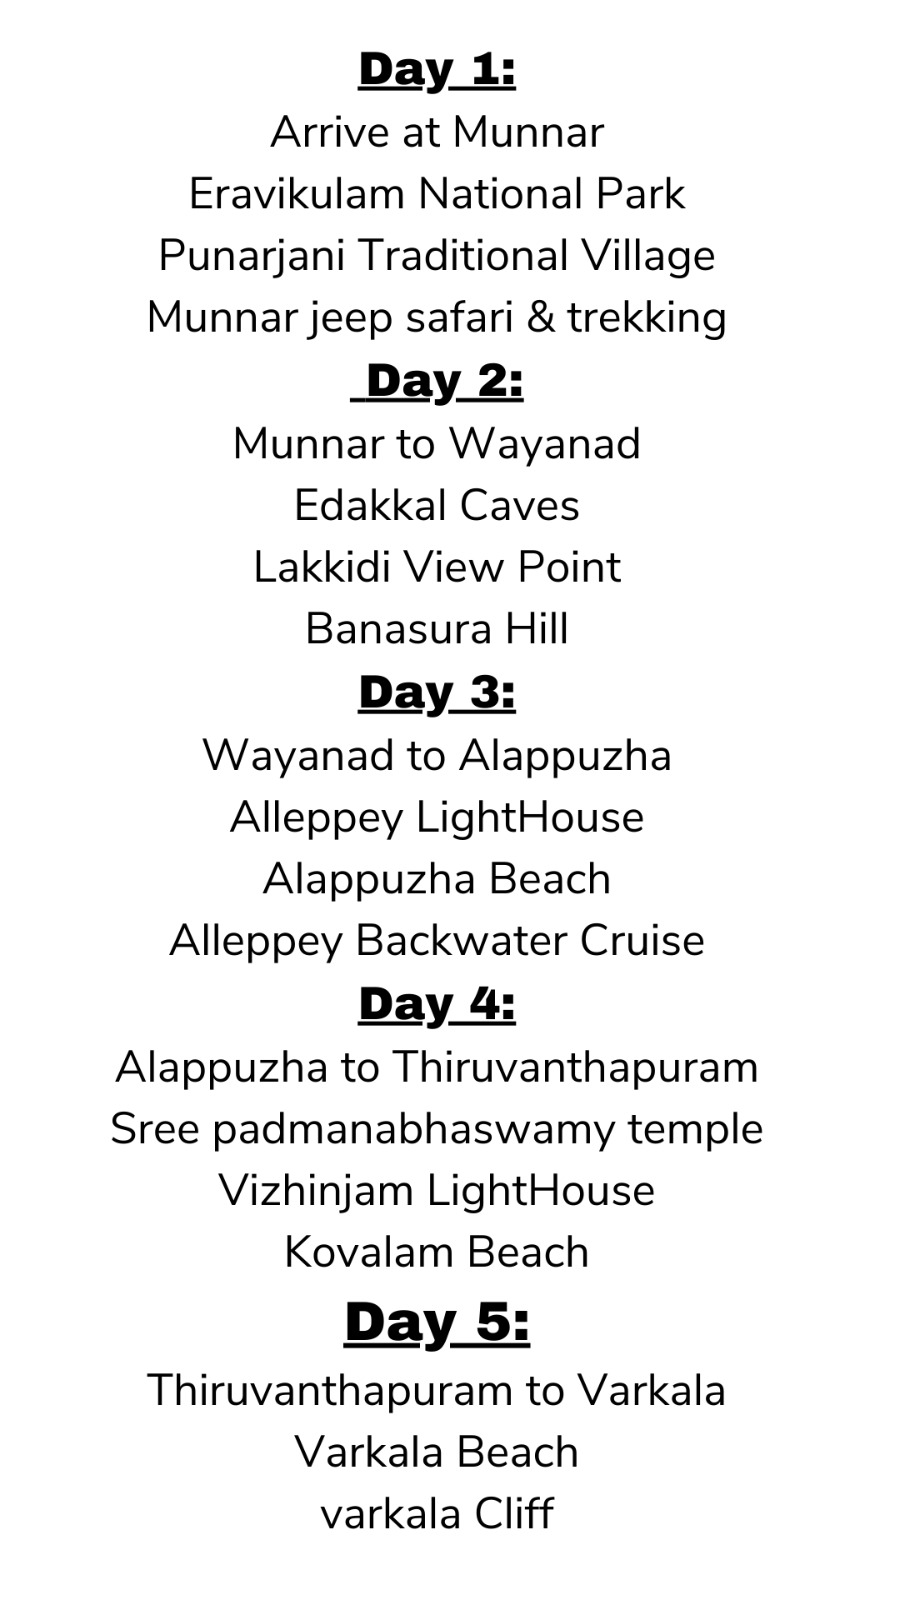 Day 1:
Arrive at Munnar
Eravikulam National Park
Punarjani Traditional Village
Munnar jeep safari & trekking
Day 2:
Munnar to Wayanad
Edakkal Caves
Lakkidi View Point
Banasura Hill
Day 3:
Wayanad to Alappuzha
Alleppey LightHouse
Alappuzha Beach
Alleppey Backwater Cruise
Day 4:
Alappuzha to Thiruvanthapuram
Sree padmanabhaswamy temple
Vizhinjam LightHouse
Kovalam Beach
Day 5:
Thiruvanthapuram to Varkala
Varkala Beach
varkala Cliff